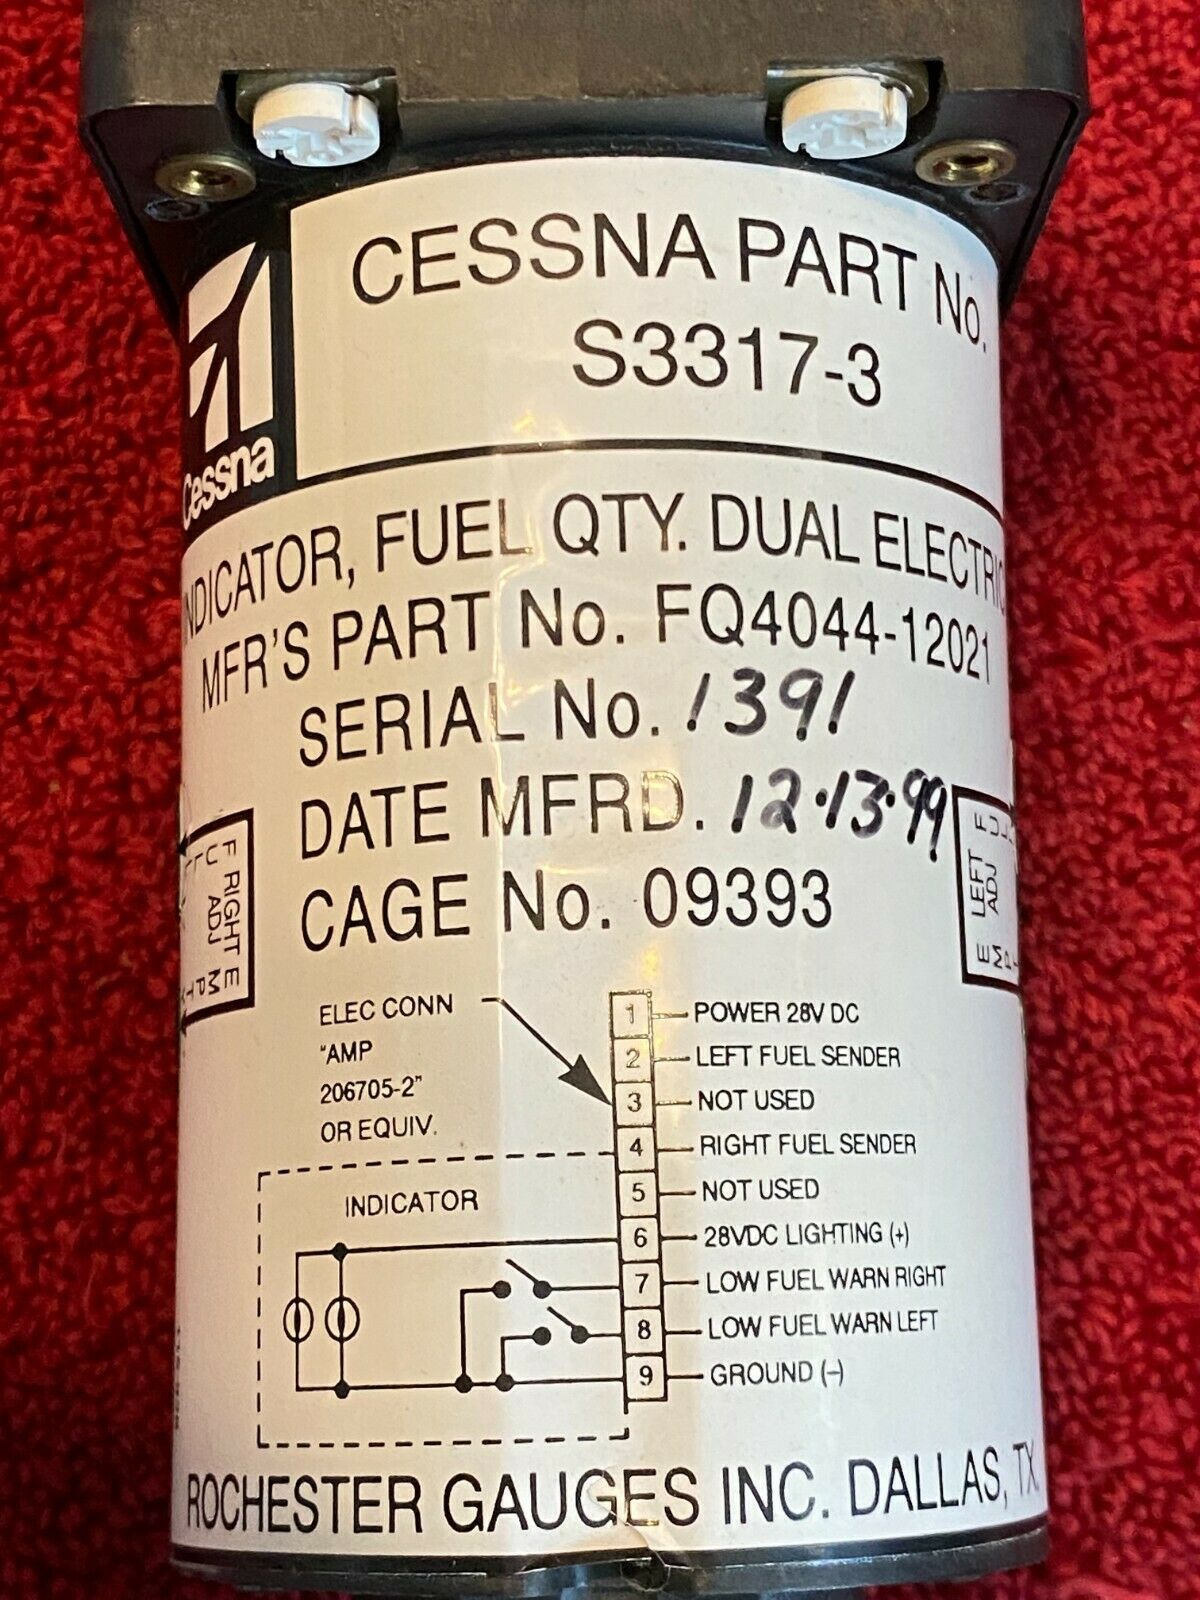 CESSNA PART No.
S3317-3
Cessna
INDICATOR, FUEL QTY. DUAL ELECTRIC
MFR'S PART No. FQ4044-12021
SERIAL No. 1391
DATE MFRD. 12·13·99
CAGE No. 09393
F RIGHT E
U ADJ M
L PT
LEFT F
ADJ U
E M P
ELEC CONN
"AMP
206705-2"
OR EQUIV.
1 POWER 28V DC
2 LEFT FUEL SENDER
3 NOT USED
4 RIGHT FUEL SENDER
5 NOT USED
6 28VDC LIGHTING (+)
7 LOW FUEL WARN RIGHT
8 LOW FUEL WARN LEFT
9 GROUND (–)
INDICATOR
ROCHESTER GAUGES INC. DALLAS, TX.